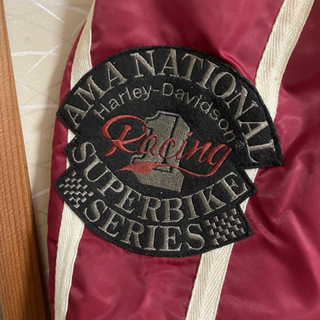 AMA NATIONAL
Harley-Davidson®
Racing
1
SUPERBIKE
SERIES